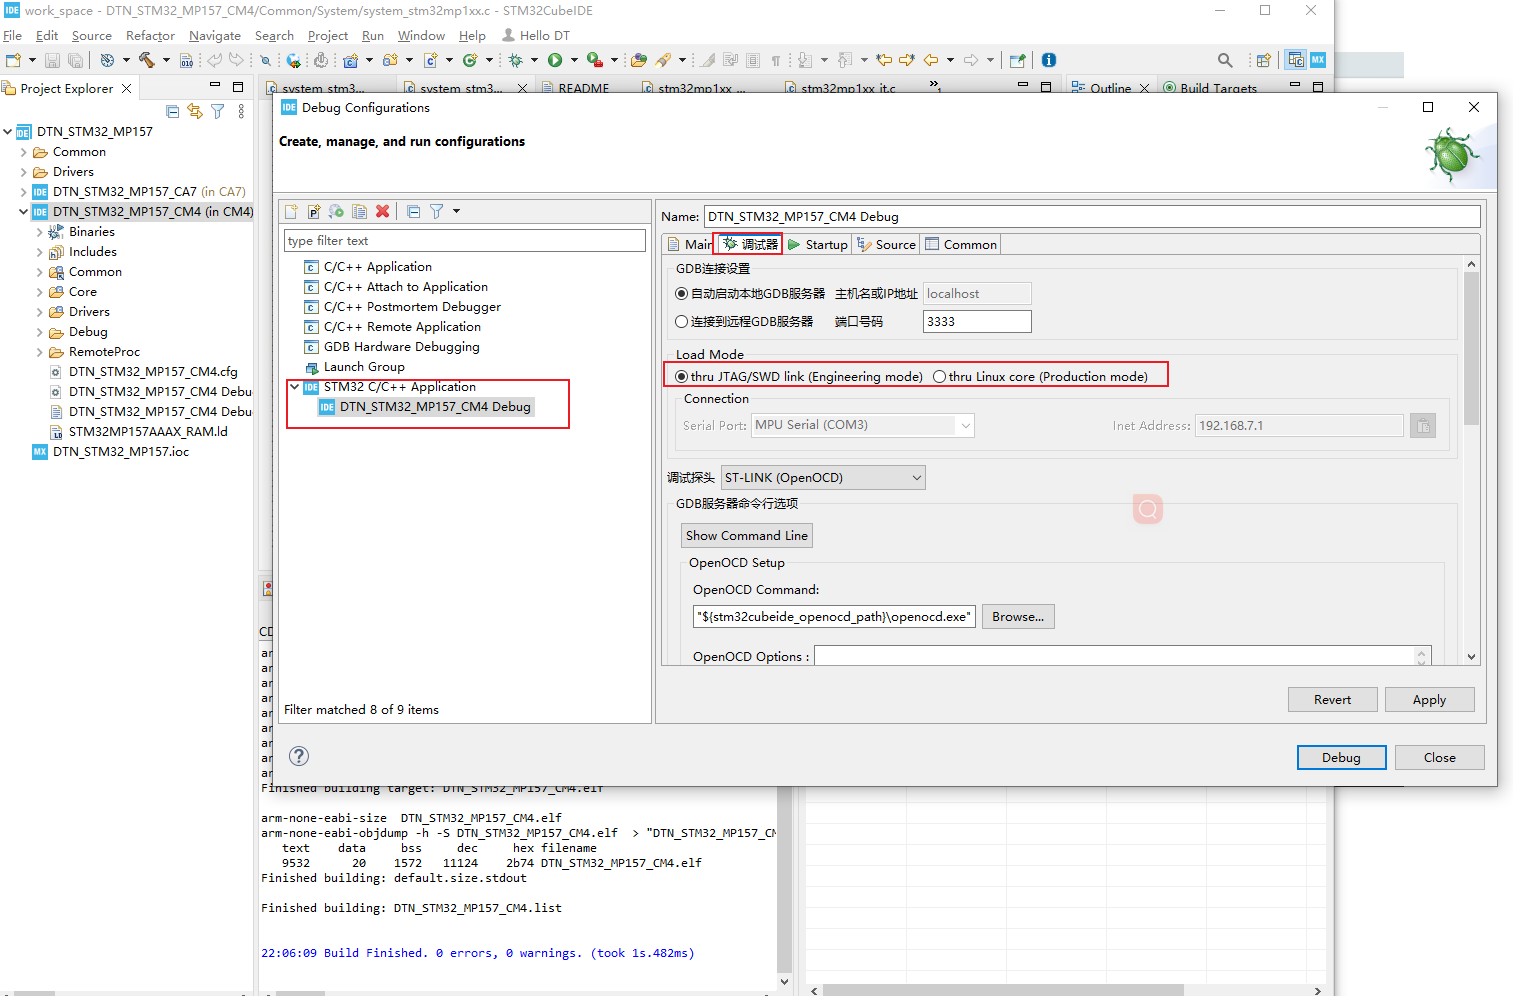 work_space - DTN_STM32_MP157_CM4/Common/System/system_stm32mp1xx.c - STM32CubeIDE
File Edit Source Refactor Navigate Search Project Run Window Help Hello DT
Project Explorer
system_stm3...
system_stm3...
README
stm32mp1xx_...
stm32mp1xx_it.c
Outline
Build Targets
DTN_STM32_MP157
Common
Drivers
DTN_STM32_MP157_CA7 (in CA7)
DTN_STM32_MP157_CM4 (in CM4)
Binaries
Includes
Common
Core
Drivers
Debug
RemoteProc
DTN_STM32_MP157_CM4.cfg
DTN_STM32_MP157_CM4 Debu
DTN_STM32_MP157_CM4 Debu
STM32MP157AAAX_RAM.ld
DTN_STM32_MP157.ioc
Debug Configurations
Create, manage, and run configurations
type filter text
C/C++ Application
C/C++ Attach to Application
C/C++ Postmortem Debugger
C/C++ Remote Application
GDB Hardware Debugging
Launch Group
STM32 C/C++ Application
DTN_STM32_MP157_CM4 Debug
Filter matched 8 of 9 items
Name: DTN_STM32_MP157_CM4 Debug
Main 调试器 Startup Source Common
GDB连接设置
自动启动本地GDB服务器 主机名或IP地址 localhost
连接到远程GDB服务器 端口号码 3333
Load Mode
thru JTAG/SWD link (Engineering mode) thru Linux core (Production mode)
Connection
Serial Port: MPU Serial (COM3) Inet Address: 192.168.7.1
调试探头 ST-LINK (OpenOCD)
GDB服务器命令行选项
Show Command Line
OpenOCD Setup
OpenOCD Command:
"${stm32cubeide_openocd_path}\openocd.exe" Browse...
OpenOCD Options :
Revert Apply
Debug Close
CD
ar
ar
ar
ar
ar
ar
ar
ar
ar
Finished building target: DTN_STM32_MP157_CM4.elf
arm-none-eabi-size DTN_STM32_MP157_CM4.elf
arm-none-eabi-objdump -h -S DTN_STM32_MP157_CM4.elf > "DTN_STM32_MP157_CM
text data bss dec hex filename
9532 20 1572 11124 2b74 DTN_STM32_MP157_CM4.elf
Finished building: default.size.stdout
Finished building: DTN_STM32_MP157_CM4.list
22:06:09 Build Finished. 0 errors, 0 warnings. (took 1s.482ms)